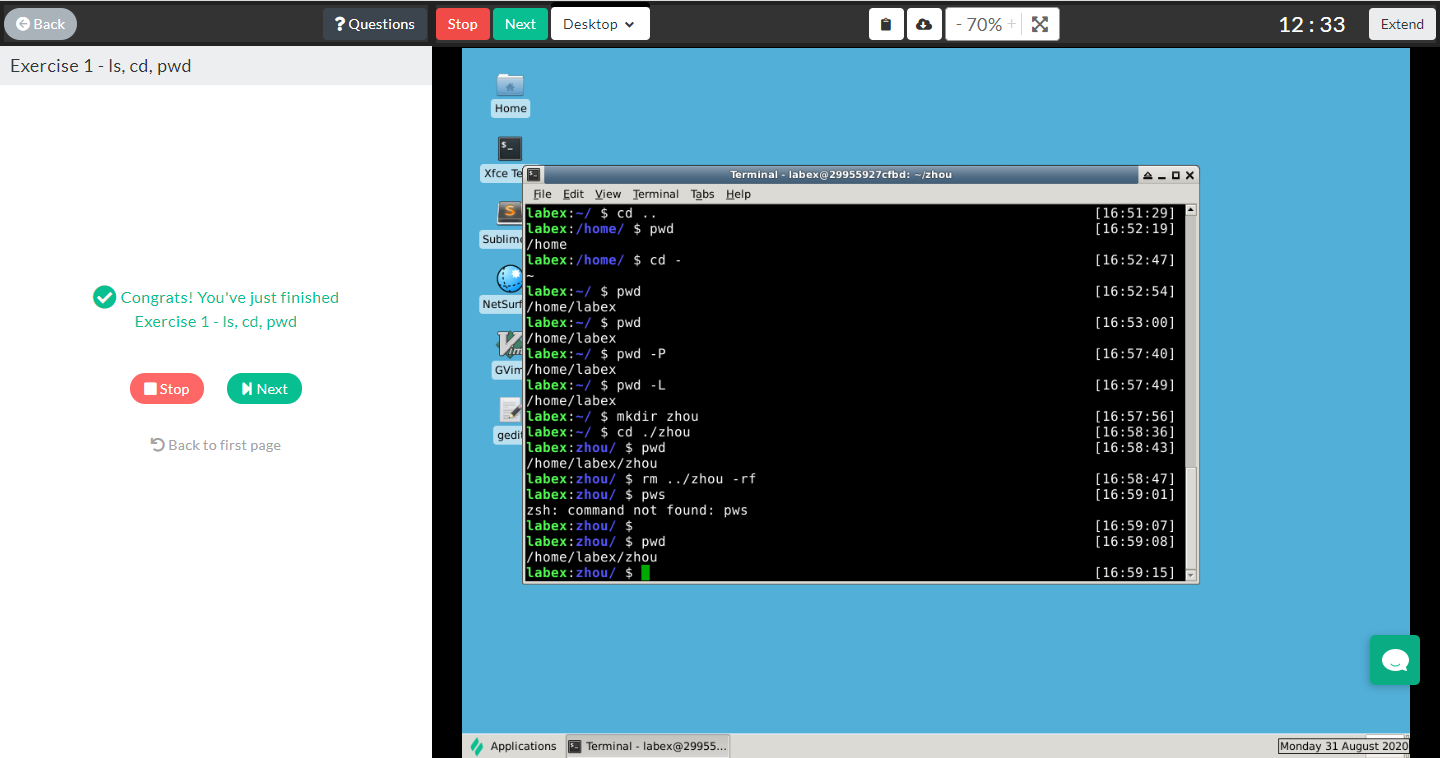 Back
? Questions
Stop
Next
Desktop
- 70% +
12 : 33
Extend
Exercise 1 - ls, cd, pwd
Congrats! You've just finished
Exercise 1 - ls, cd, pwd
Stop
Next
Back to first page
Home
$_
Xfce Te
S
Sublim
NetSurf
Vim
GVim
gedit
Terminal - labex@29955927cfbd: ~/zhou
File Edit View Terminal Tabs Help
labex:~/ $ cd .. [16:51:29]
labex:/home/ $ pwd [16:52:19]
/home
labex:/home/ $ cd - [16:52:47]
~
labex:~/ $ pwd [16:52:54]
/home/labex
labex:~/ $ pwd [16:53:00]
/home/labex
labex:~/ $ pwd -P [16:57:40]
/home/labex
labex:~/ $ pwd -L [16:57:49]
/home/labex
labex:~/ $ mkdir zhou [16:57:56]
labex:~/ $ cd ./zhou [16:58:36]
labex:zhou/ $ pwd [16:58:43]
/home/labex/zhou
labex:zhou/ $ rm ../zhou -rf [16:58:47]
labex:zhou/ $ pws [16:59:01]
zsh: command not found: pws
labex:zhou/ $ [16:59:07]
labex:zhou/ $ pwd [16:59:08]
/home/labex/zhou
labex:zhou/ $ [16:59:15]
Applications
Terminal - labex@29955...
Monday 31 August 2020